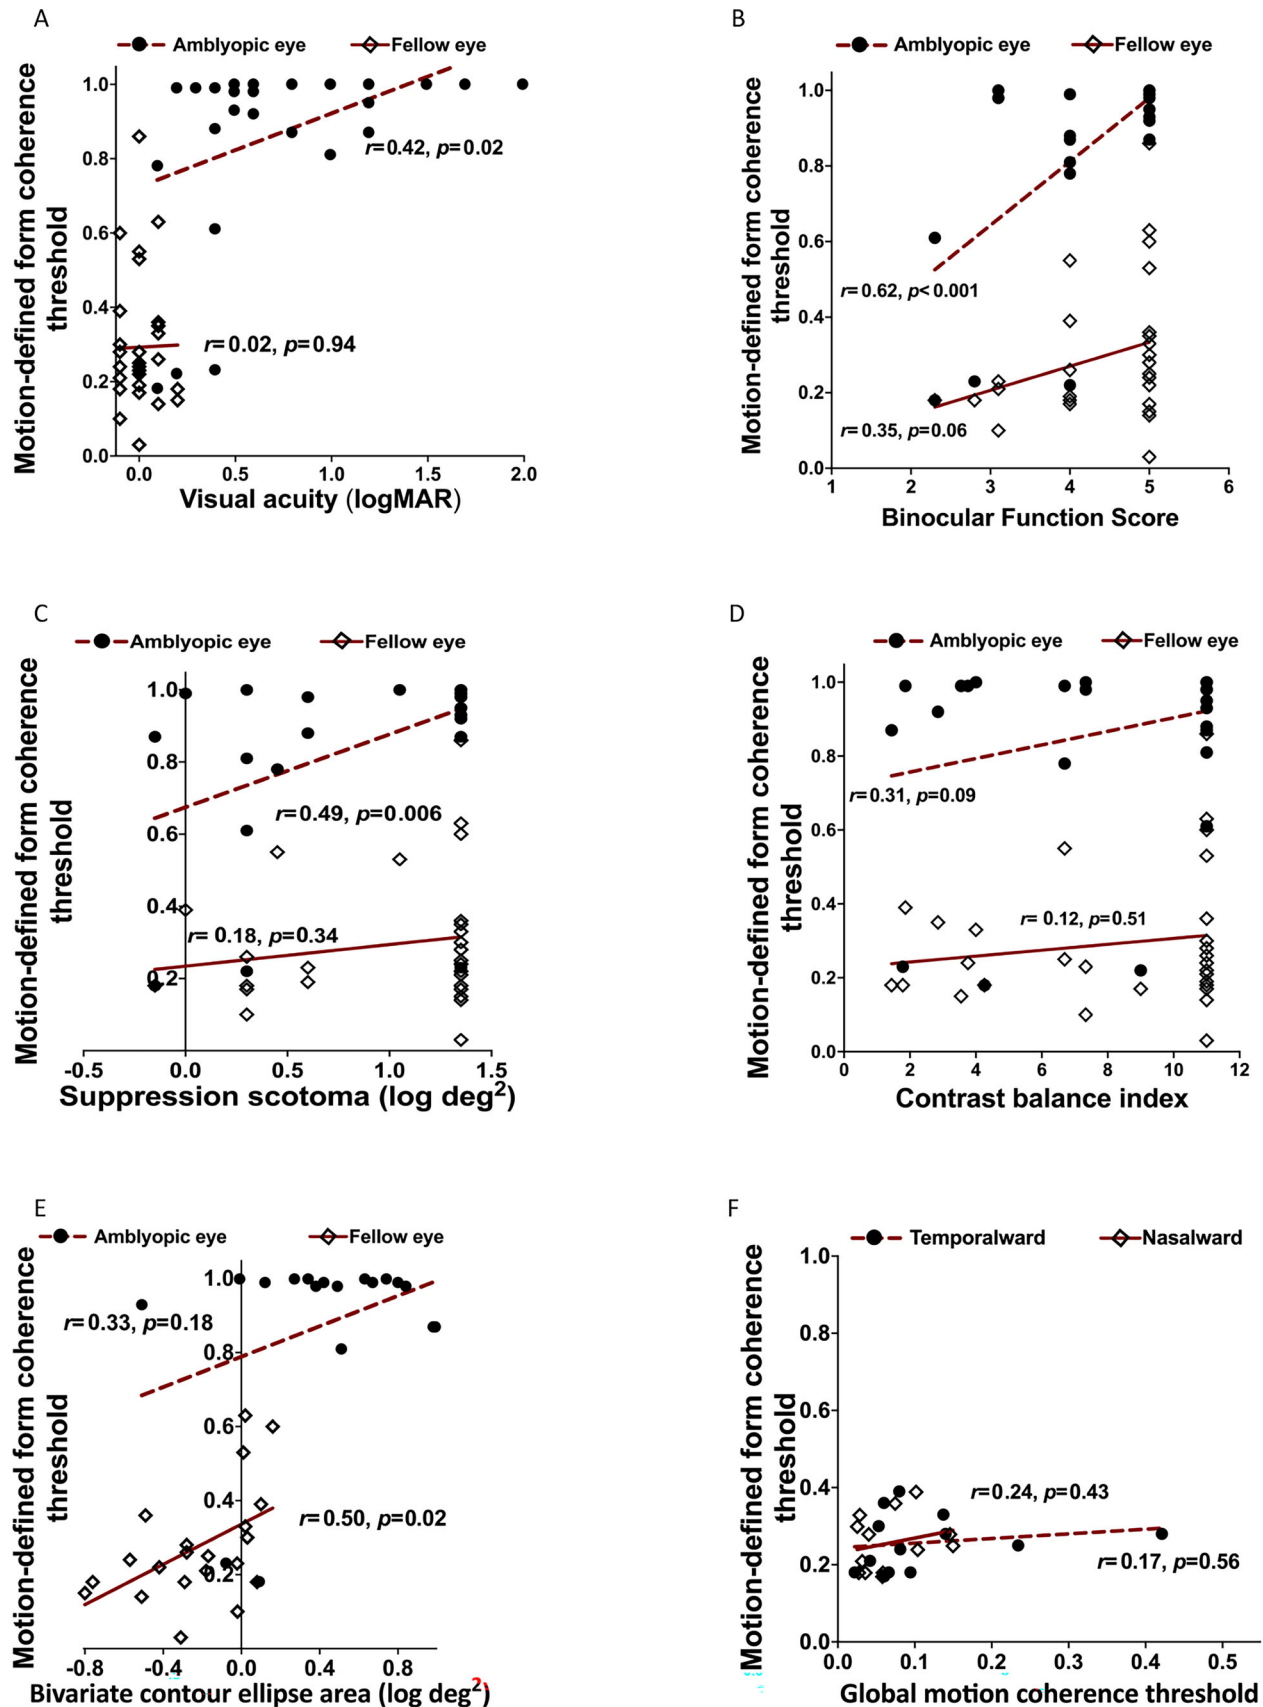 A
Amblyopic eye Fellow eye
Motion-defined form coherence
threshold
1.0
0.8
0.6
0.4
0.2
0.0
r=0.42, p=0.02
r=0.02, p=0.94
0.0 0.5 1.0 1.5 2.0
Visual acuity (logMAR)
B
Amblyopic eye Fellow eye
Motion-defined form coherence
threshold
1.0
0.8
0.6
0.4
0.2
0.0
r=0.62, p<0.001
r=0.35, p=0.06
1 2 3 4 5 6
Binocular Function Score
C
Amblyopic eye Fellow eye
Motion-defined form coherence
threshold
1.0
0.8
0.6
0.4
0.2
r=0.49, p=0.006
r= 0.18, p=0.34
-0.5 0.0 0.5 1.0 1.5
Suppression scotoma (log deg²)
D
Amblyopic eye Fellow eye
Motion-defined form coherence
threshold
1.0
0.8
0.6
0.4
0.2
0.0
r=0.31, p=0.09
r= 0.12, p=0.51
0 2 4 6 8 10 12
Contrast balance index
E
Amblyopic eye Fellow eye
Motion-defined form coherence
threshold
1.0
0.8
0.6
0.4
0.2
r=0.33, p=0.18
r=0.50, p=0.02
-0.8 -0.4 0.0 0.4 0.8
Bivariate contour ellipse area (log deg²)
F
Temporalward Nasalward
Motion-defined form coherence
threshold
1.0
0.8
0.6
0.4
0.2
0.0
r=0.24, p=0.43
r=0.17, p=0.56
0.0 0.1 0.2 0.3 0.4 0.5
Global motion coherence threshold